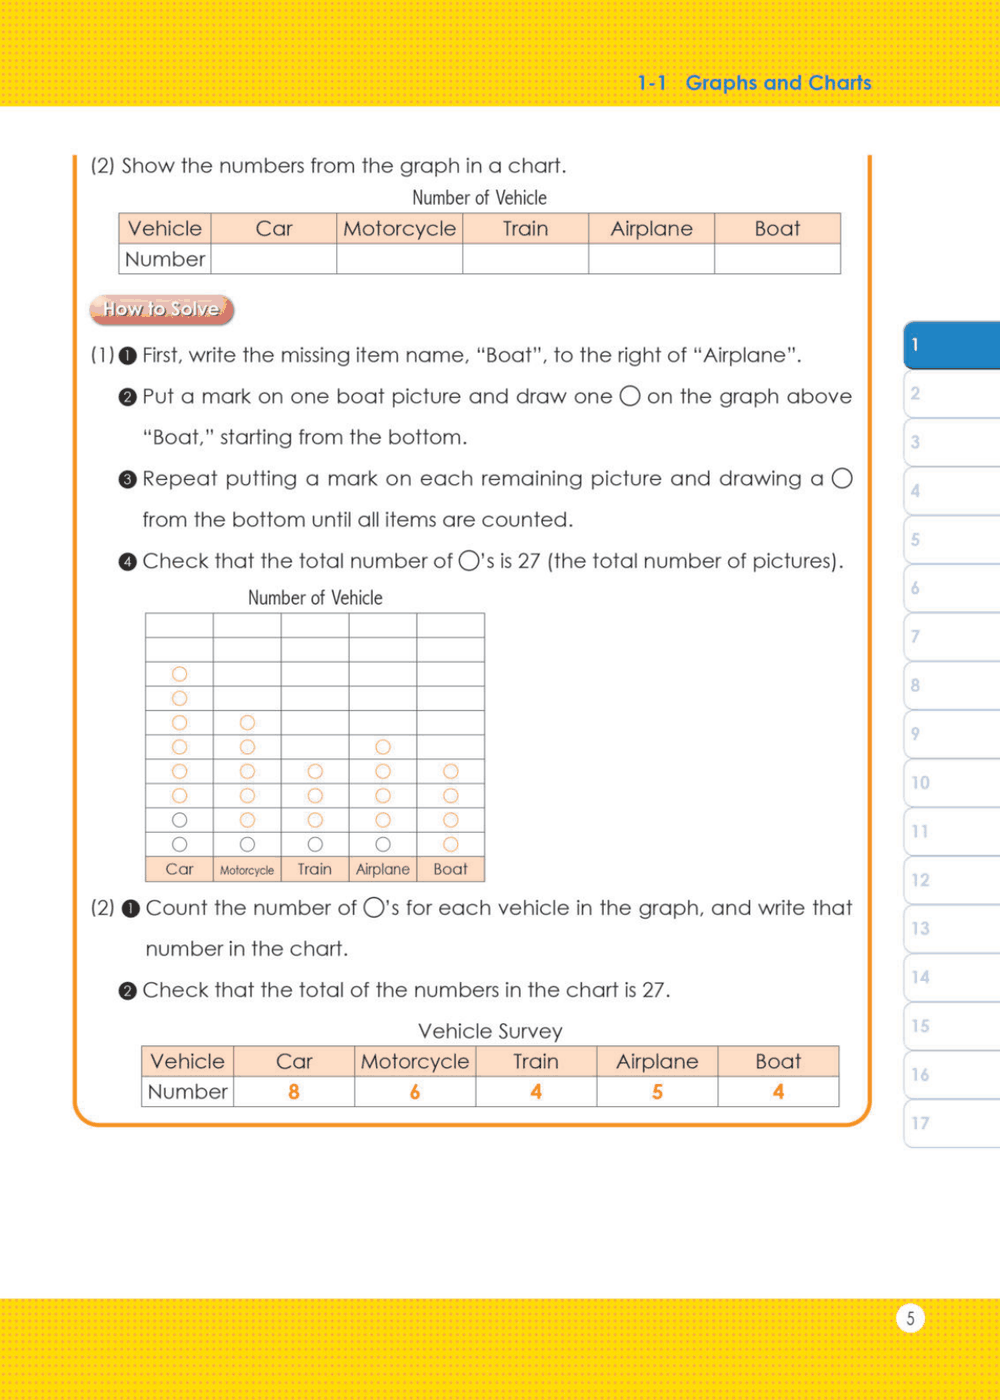 1-1 Graphs and Charts
(2) Show the numbers from the graph in a chart.
Number of Vehicle
Vehicle Car Motorcycle Train Airplane Boat
Number
How to Solve
(1)❶ First, write the missing item name, “Boat”, to the right of “Airplane”.
❷ Put a mark on one boat picture and draw one ○ on the graph above
“Boat,” starting from the bottom.
❸ Repeat putting a mark on each remaining picture and drawing a ○
from the bottom until all items are counted.
❹ Check that the total number of ○’s is 27 (the total number of pictures).
Number of Vehicle
Car Motorcycle Train Airplane Boat
(2) ❶ Count the number of ○’s for each vehicle in the graph, and write that
number in the chart.
❷ Check that the total of the numbers in the chart is 27.
Vehicle Survey
Vehicle Car Motorcycle Train Airplane Boat
Number 8 6 4 5 4
1
2
3
4
5
6
7
8
9
10
11
12
13
14
15
16
17
5